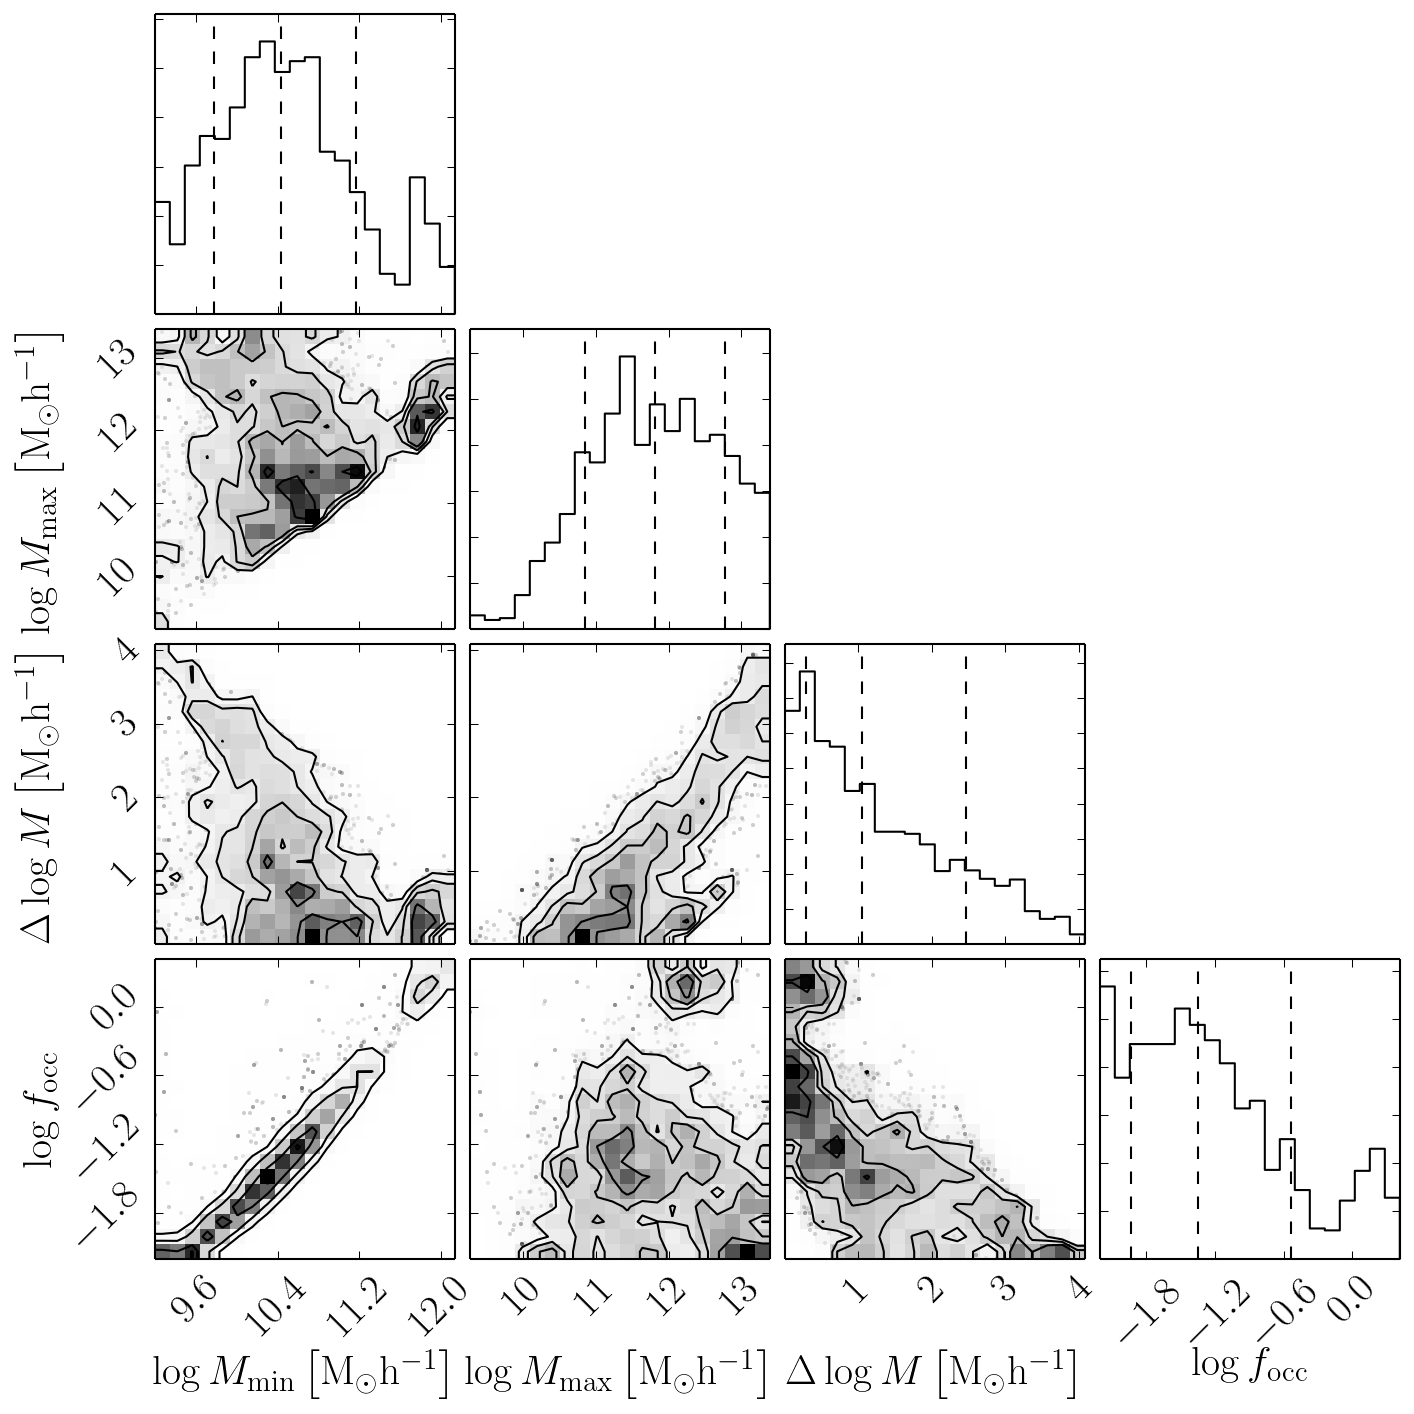 log M_max [M_⊙h⁻¹]
13
12
11
10
Δ log M [M_⊙h⁻¹]
4
3
2
1
log f_occ
0.0
−0.6
−1.2
−1.8
9.6 10.4 11.2 12.0
10 11 12 13
1 2 3 4
−1.8 −1.2 −0.6 0.0
log M_min [M_⊙h⁻¹]
log M_max [M_⊙h⁻¹]
Δ log M [M_⊙h⁻¹]
log f_occ